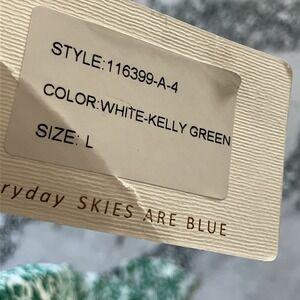 STYLE:116399-A-4
COLOR:WHITE-KELLY GREEN
SIZE: L
ryday SKIES ARE BLUE